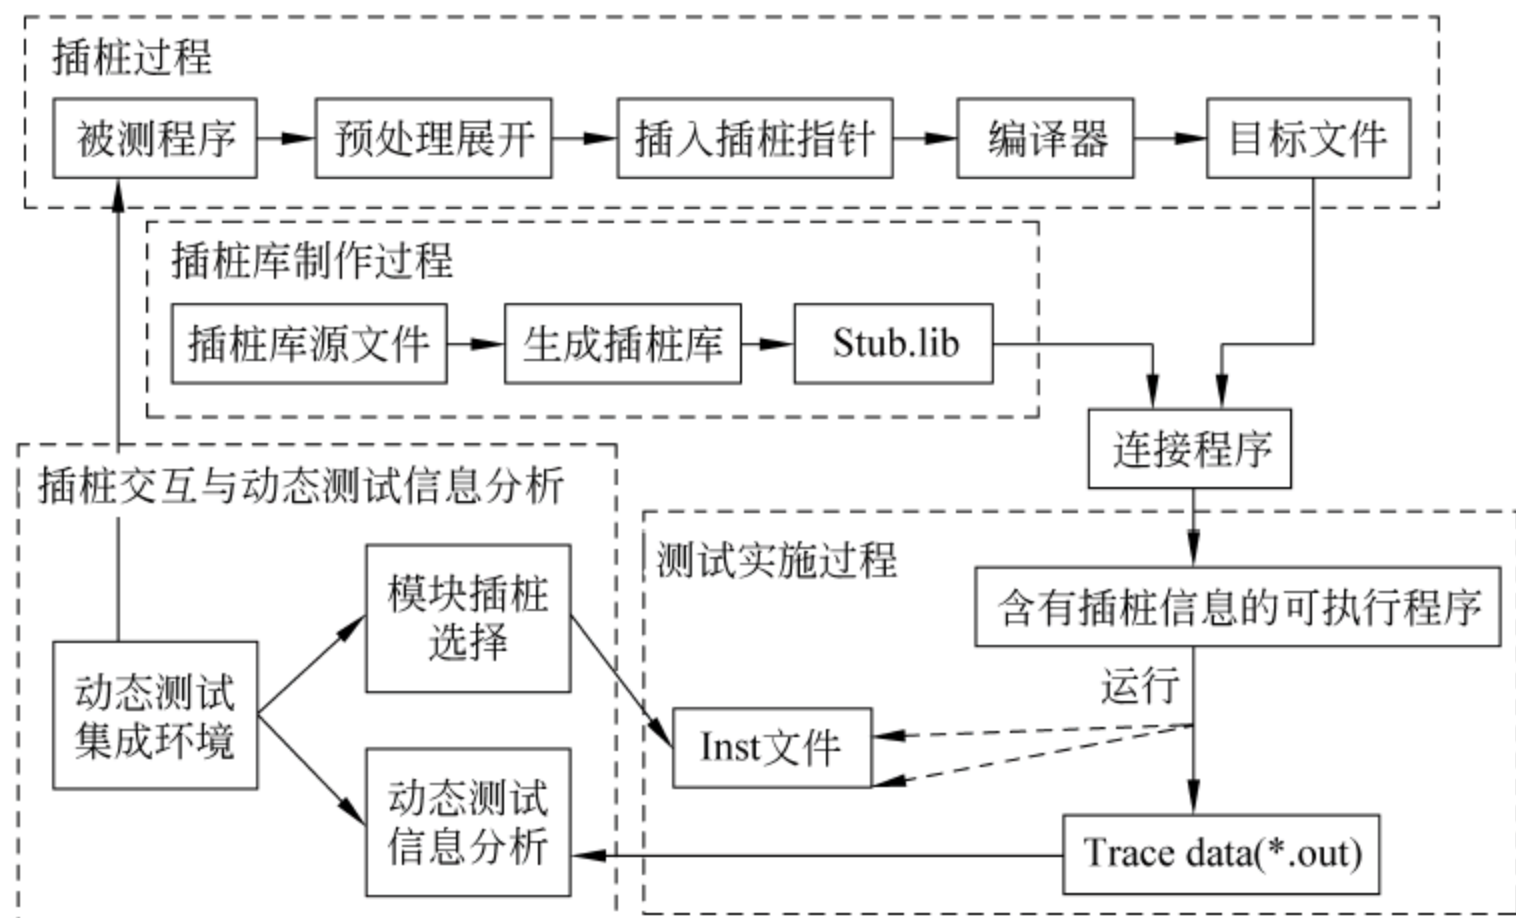 插桩过程
被测程序
预处理展开
插入插桩指针
编译器
目标文件
插桩库制作过程
插桩库源文件
生成插桩库
Stub.lib
连接程序
插桩交互与动态测试信息分析
动态测试
集成环境
模块插桩
选择
动态测试
信息分析
测试实施过程
含有插桩信息的可执行程序
运行
Inst文件
Trace data(*.out)